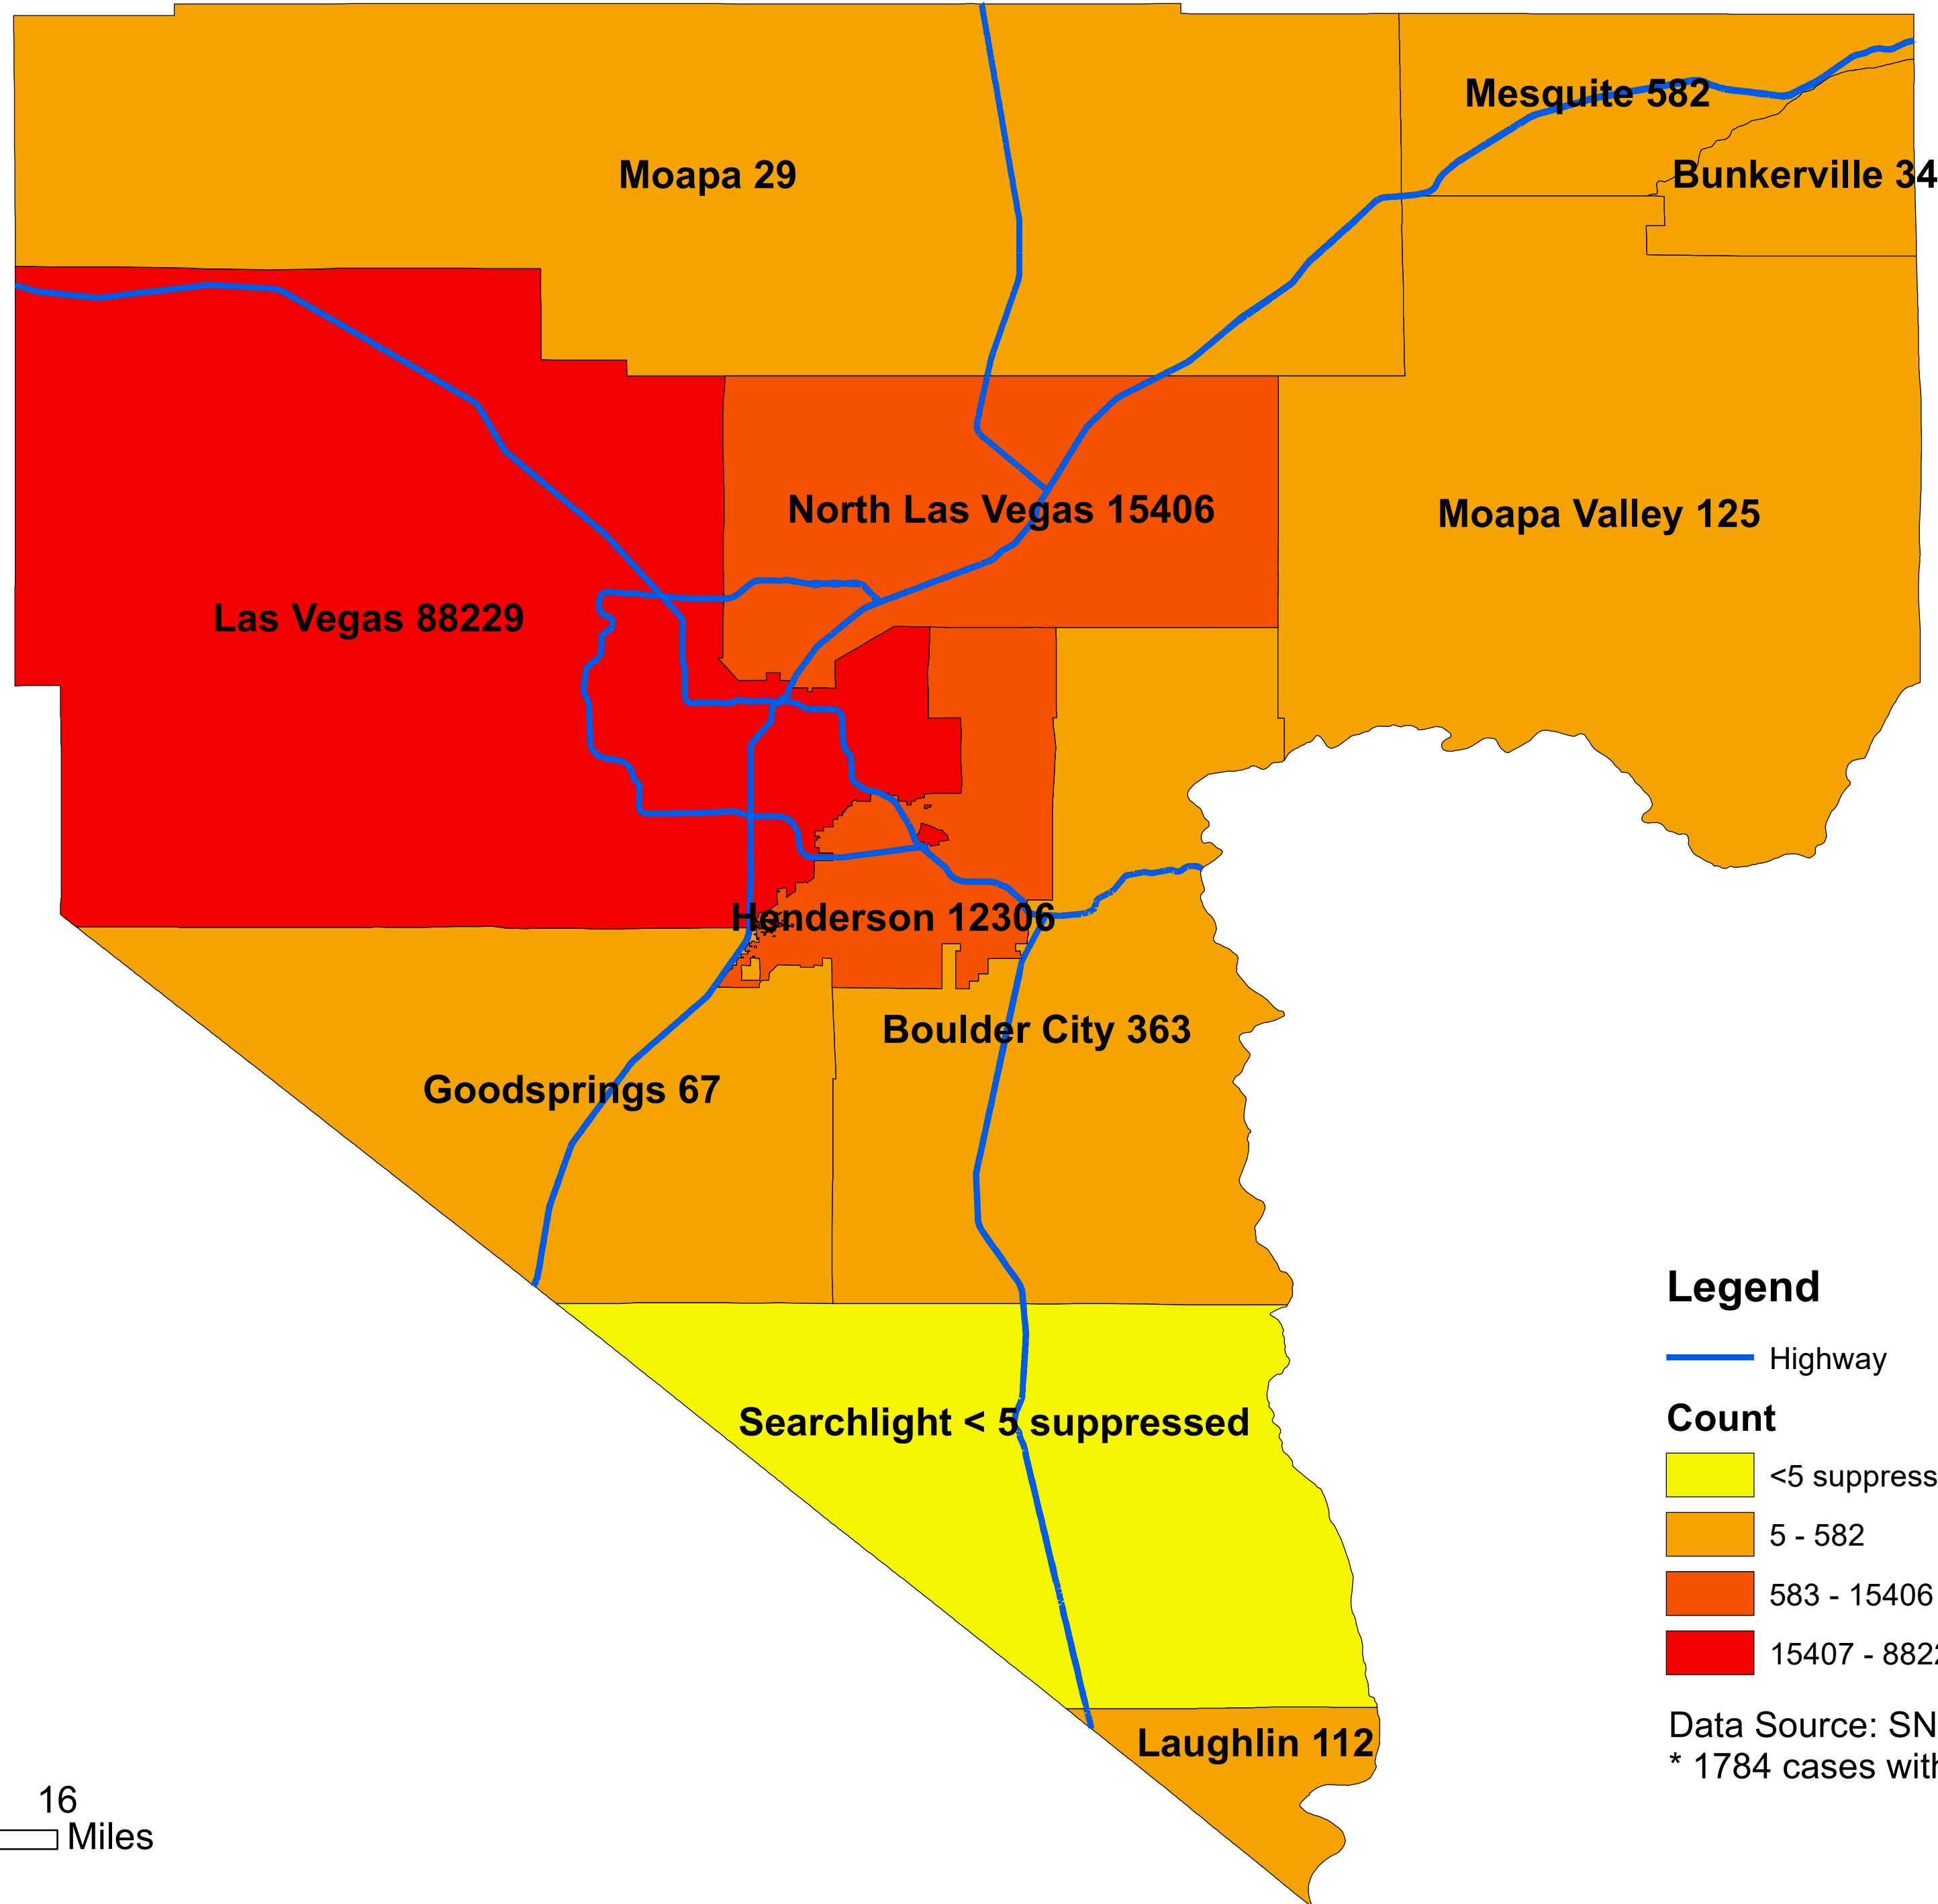 Mesquite 582
Moapa 29
Bunkerville 34
North Las Vegas 15406
Moapa Valley 125
Las Vegas 88229
Henderson 12306
Boulder City 363
Goodsprings 67
Searchlight < 5 suppressed
Laughlin 112
Legend
Highway
Count
<5 suppress
5 - 582
583 - 15406
15407 - 882
Data Source: SN
* 1784 cases with
16
Miles